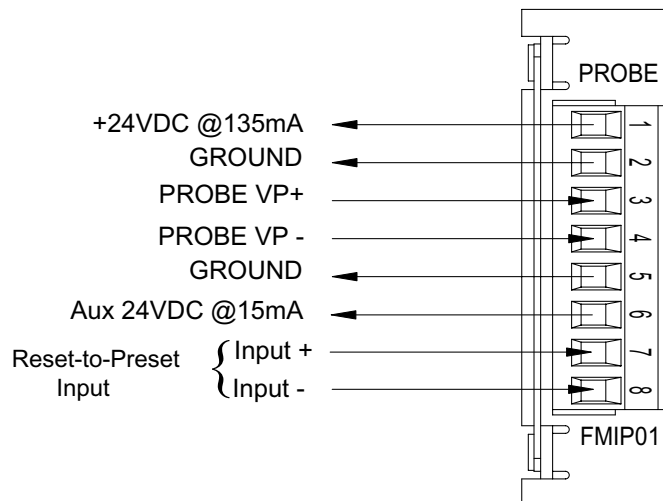 PROBE
+24VDC @135mA 1
GROUND 2
PROBE VP+ 3
PROBE VP - 4
GROUND 5
Aux 24VDC @15mA 6
Reset-to-Preset Input
Input + 7
Input - 8
FMIP01